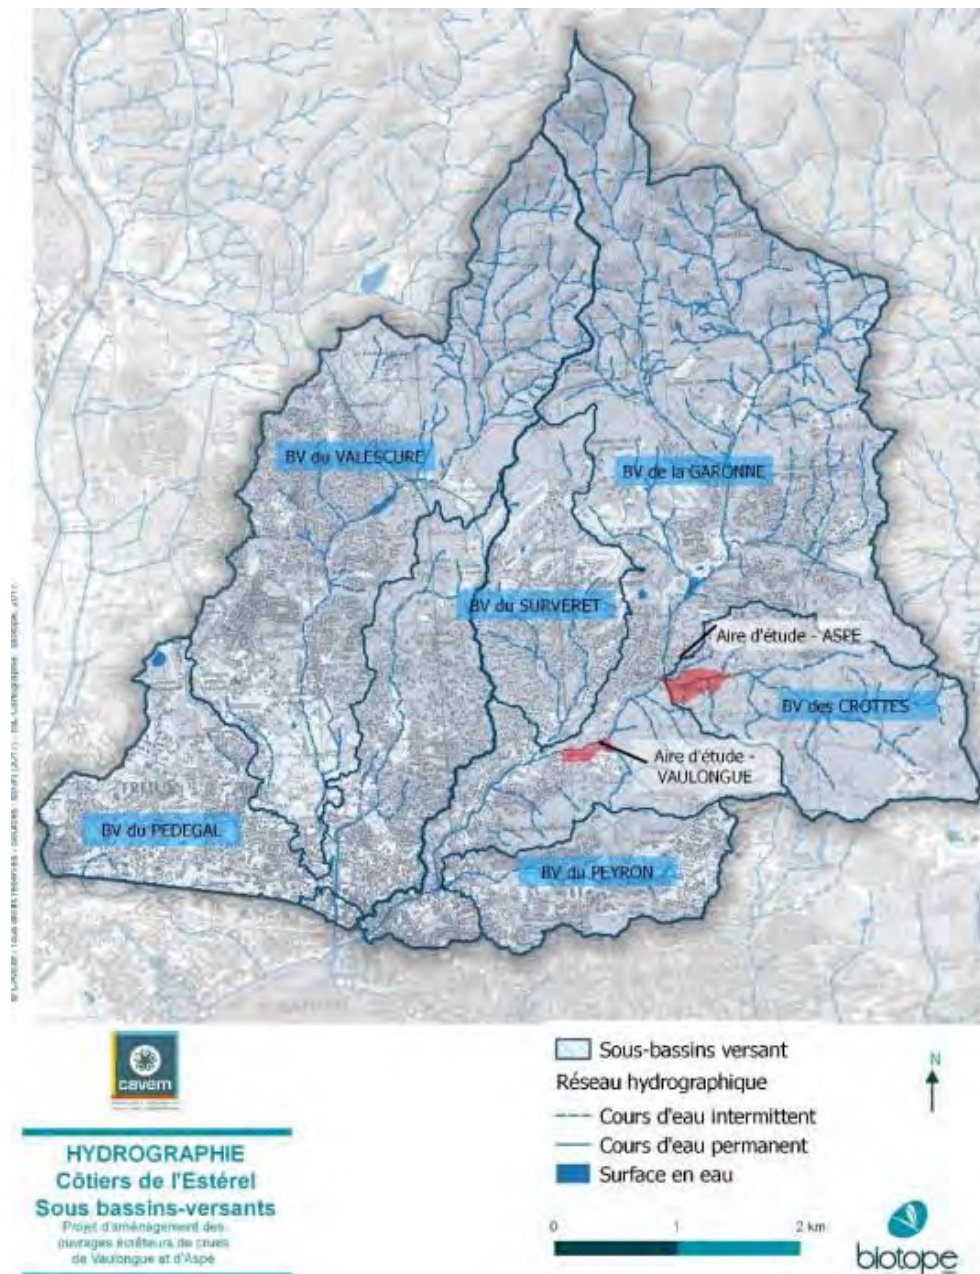 BV du VALESCURE
BV de la GARONNE
BV du SURVERET
Aire d'étude - ASPE
BV des CROTTES
Aire d'étude -
VAULONGUE
FREJUS
BV du PEDEGAL
BV du PEYRON
cavem
HYDROGRAPHIE
Côtiers de l'Estérel
Sous bassins-versants
Projet d'aménagement des
ouvrages écrêteurs de crues
de Vaulongue et d'Aspé
Sous-bassins versant
Réseau hydrographique
Cours d'eau intermittent
Cours d'eau permanent
Surface en eau
N
0 1 2 km
biotope